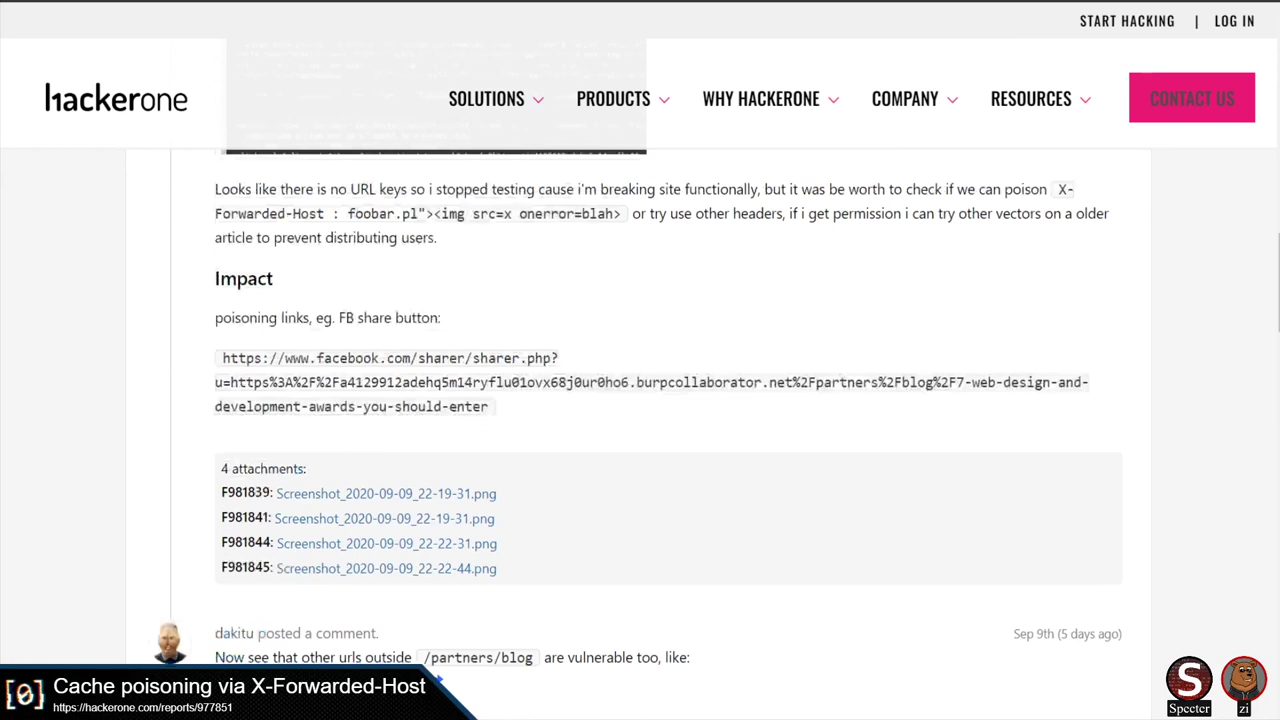 START HACKING | LOG IN
hackerone
SOLUTIONS PRODUCTS WHY HACKERONE COMPANY RESOURCES CONTACT US
Looks like there is no URL keys so i stopped testing cause i'm breaking site functionally, but it was be worth to check if we can poison X-
Forwarded-Host : foobar.pl"><img src=x onerror=blah> or try use other headers, if i get permission i can try other vectors on a older
article to prevent distributing users.
Impact
poisoning links, eg. FB share button:
https://www.facebook.com/sharer/sharer.php?
u=https%3A%2F%2Fa4129912adehq5m14ryflu01ovx68j0ur0ho6.burpcollaborator.net%2Fpartners%2Fblog%2F7-web-design-and-
development-awards-you-should-enter
4 attachments:
F981839: Screenshot_2020-09-09_22-19-31.png
F981841: Screenshot_2020-09-09_22-19-31.png
F981844: Screenshot_2020-09-09_22-22-31.png
F981845: Screenshot_2020-09-09_22-22-44.png
dakitu posted a comment. Sep 9th (5 days ago)
Now see that other urls outside /partners/blog are vulnerable too, like:
[0] Cache poisoning via X-Forwarded-Host
https://hackerone.com/reports/977851
S
Specter zi